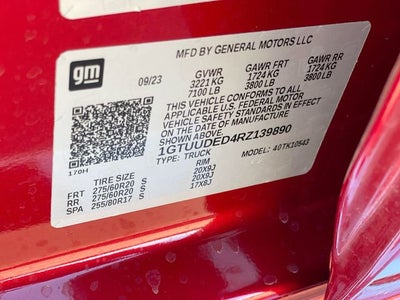 gm
MFD BY GENERAL MOTORS LLC
09/23 GVWR GAWR FRT GAWR RR
3221 KG 1724 KG 1724 KG
7100 LB 3800 LB 3800 LB
THIS VEHICLE CONFORMS TO ALL
APPLICABLE U.S. FEDERAL MOTOR
VEHICLE SAFETY STANDARDS IN EFFECT
ON THE DATE OF MANUFACTURE SHOWN ABOVE.
1GTUUDED4RZ139890
TYPE: TRUCK MODEL: 40TK10543
170H
TIRE SIZE RIM
FRT 275/60R20 S 20X9J
RR 275/60R20 S 20X9J
SPA 255/80R17 S 17X8J